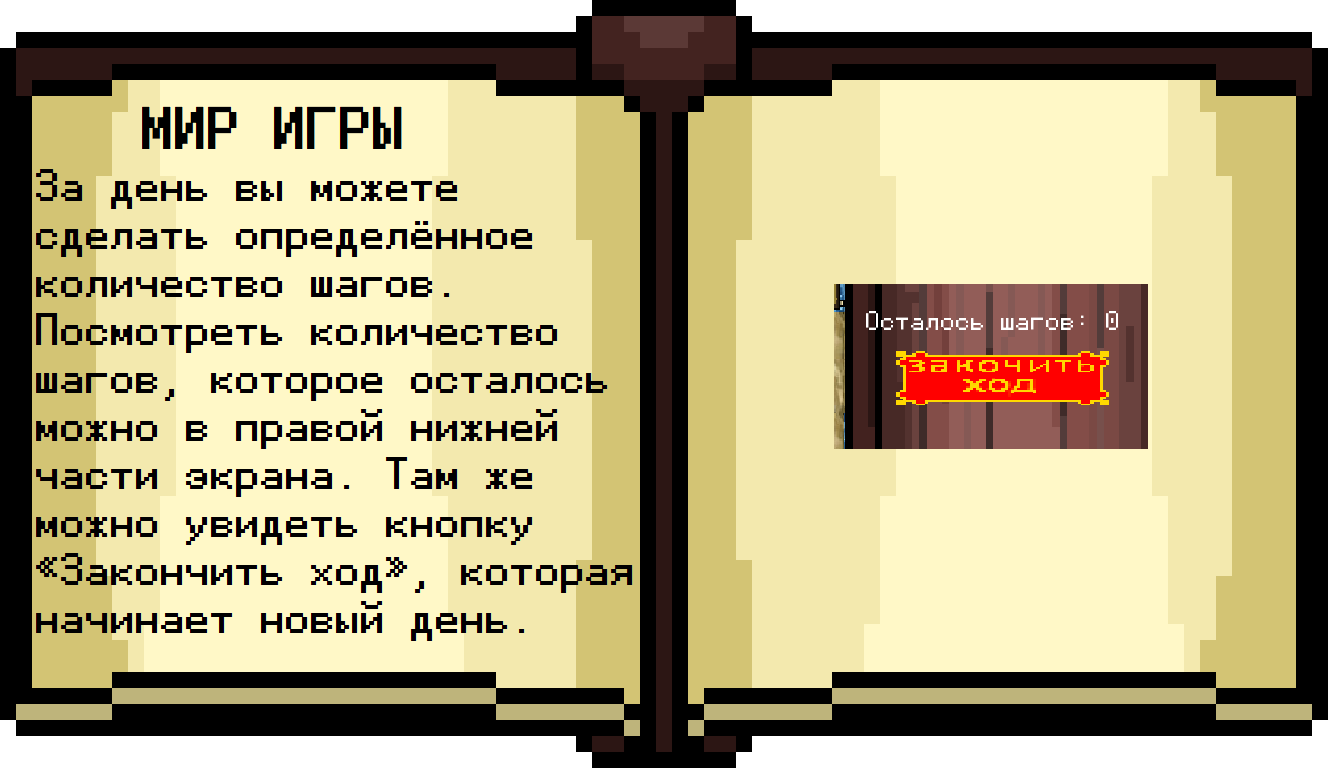 МИР ИГРЫ
За день вы можете
сделать определённое
количество шагов.
Посмотреть количество
шагов, которое осталось
можно в правой нижней
части экрана. Там же
можно увидеть кнопку
«Закончить ход», которая
начинает новый день.
Осталось шагов: 0
закочить
ход